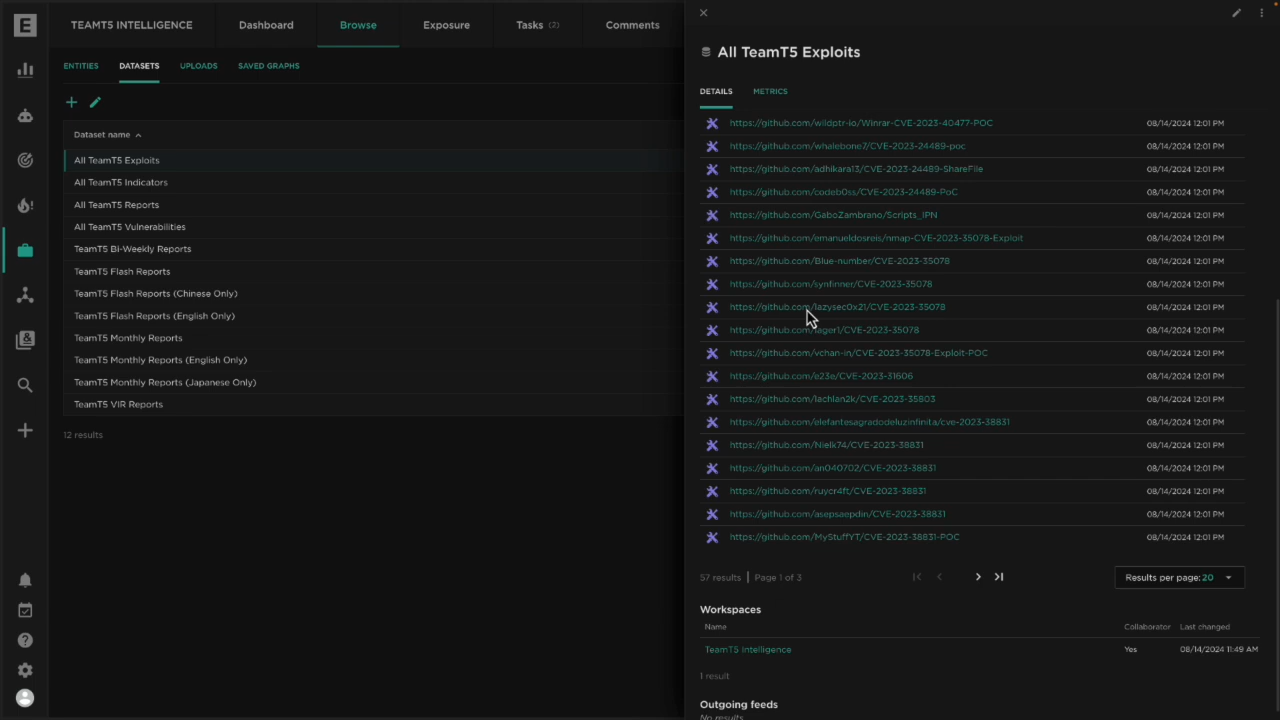 TEAMT5 INTELLIGENCE
Dashboard
Browse
Exposure
Tasks (2)
Comments
ENTITIES
DATASETS
UPLOADS
SAVED GRAPHS
Dataset name
All TeamT5 Exploits
All TeamT5 Indicators
All TeamT5 Reports
All TeamT5 Vulnerabilities
TeamT5 Bi-Weekly Reports
TeamT5 Flash Reports
TeamT5 Flash Reports (Chinese Only)
TeamT5 Flash Reports (English Only)
TeamT5 Monthly Reports
TeamT5 Monthly Reports (English Only)
TeamT5 Monthly Reports (Japanese Only)
TeamT5 VIR Reports
12 results
All TeamT5 Exploits
DETAILS
METRICS
https://github.com/wildptr-io/Winrar-CVE-2023-40477-POC 08/14/2024 12:01 PM
https://github.com/whalebone7/CVE-2023-24489-poc 08/14/2024 12:01 PM
https://github.com/adhikara13/CVE-2023-24489-ShareFile 08/14/2024 12:01 PM
https://github.com/codeb0ss/CVE-2023-24489-PoC 08/14/2024 12:01 PM
https://github.com/GaboZambrano/Scripts_IPN 08/14/2024 12:01 PM
https://github.com/emanueldosreis/nmap-CVE-2023-35078-Exploit 08/14/2024 12:01 PM
https://github.com/Blue-number/CVE-2023-35078 08/14/2024 12:01 PM
https://github.com/synfinner/CVE-2023-35078 08/14/2024 12:01 PM
https://github.com/lazysec0x21/CVE-2023-35078 08/14/2024 12:01 PM
https://github.com/lager1/CVE-2023-35078 08/14/2024 12:01 PM
https://github.com/vchan-in/CVE-2023-35078-Exploit-POC 08/14/2024 12:01 PM
https://github.com/e23e/CVE-2023-31606 08/14/2024 12:01 PM
https://github.com/lachlan2k/CVE-2023-35803 08/14/2024 12:01 PM
https://github.com/elefantesagradodeluzinfinita/cve-2023-38831 08/14/2024 12:01 PM
https://github.com/Nielk74/CVE-2023-38831 08/14/2024 12:01 PM
https://github.com/an040702/CVE-2023-38831 08/14/2024 12:01 PM
https://github.com/ruycr4ft/CVE-2023-38831 08/14/2024 12:01 PM
https://github.com/asepsaepdin/CVE-2023-38831 08/14/2024 12:01 PM
https://github.com/MyStuffYT/CVE-2023-38831-POC 08/14/2024 12:01 PM
57 results | Page 1 of 3
Results per page: 20
Workspaces
Name Collaborator Last changed
TeamT5 Intelligence Yes 08/14/2024 11:49 AM
1 result
Outgoing feeds
No results